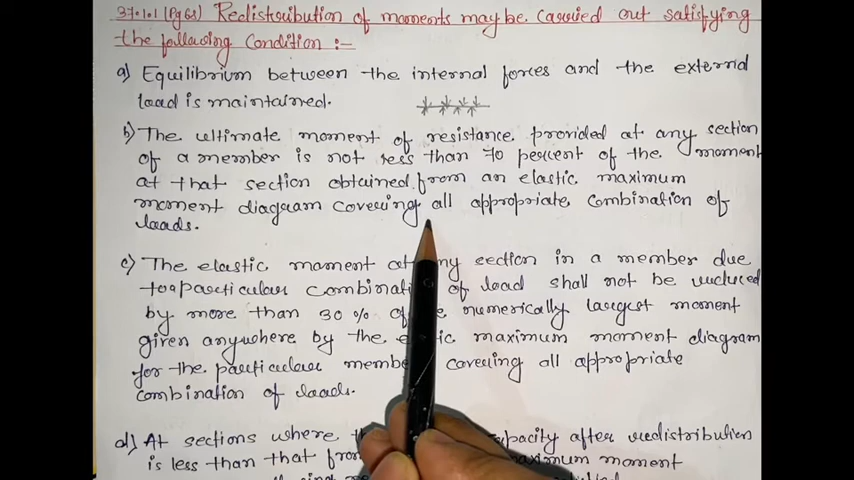 37.1.1 (Pg 68) Redistribution of moments may be carried out satisfying
the following condition :-
a) Equilibrium between the internal forces and the external
load is maintained.
b) The ultimate moment of resistance provided at any section
of a member is not less than 70 percent of the moment
at that section obtained from an elastic maximum
moment diagram covering all appropriate combination of
loads.
c) The elastic moment at any section in a member due
to a particular combinati of load shall not be reduced
by more than 30% of numerically largest moment
given anywhere by the ic maximum moment diagram
for the particular membe covering all appropriate
combination of loads.
d) At sections where capacity after redistribution
is less than that from maximum moment